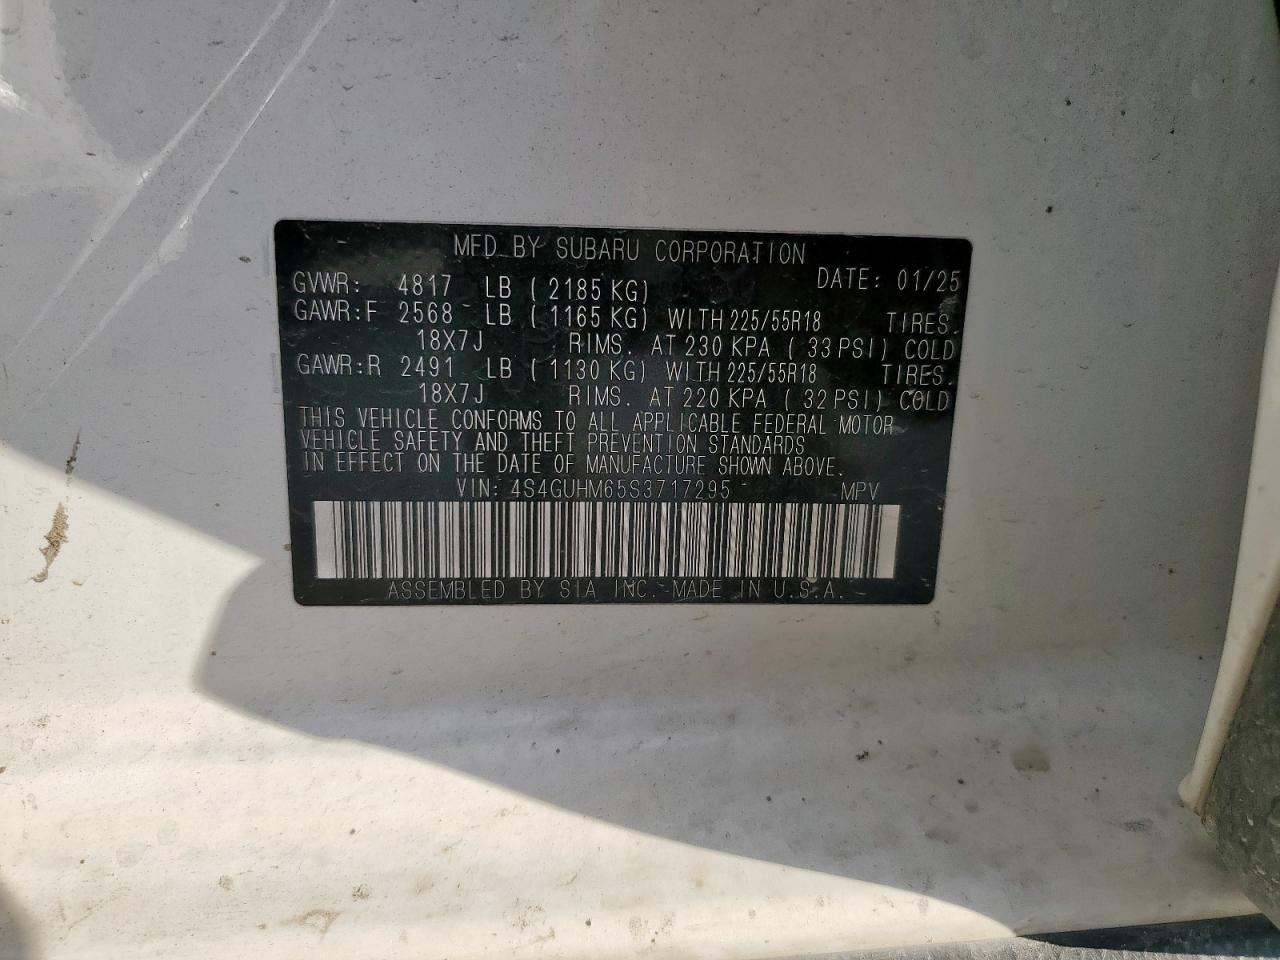 MFD BY SUBARU CORPORATION
GVWR: 4817 LB ( 2185 KG) DATE: 01/25
GAWR:F 2568 LB ( 1165 KG) WITH 225/55R18 TIRES.
18X7J RIMS. AT 230 KPA ( 33 PSI) COLD
GAWR:R 2491 LB ( 1130 KG) WITH 225/55R18 TIRES.
18X7J RIMS. AT 220 KPA ( 32 PSI) COLD
THIS VEHICLE CONFORMS TO ALL APPLICABLE FEDERAL MOTOR
VEHICLE SAFETY AND THEFT PREVENTION STANDARDS
IN EFFECT ON THE DATE OF MANUFACTURE SHOWN ABOVE.
VIN: 4S4GUHM65S3717295 MPV
ASSEMBLED BY SIA INC. MADE IN U.S.A.